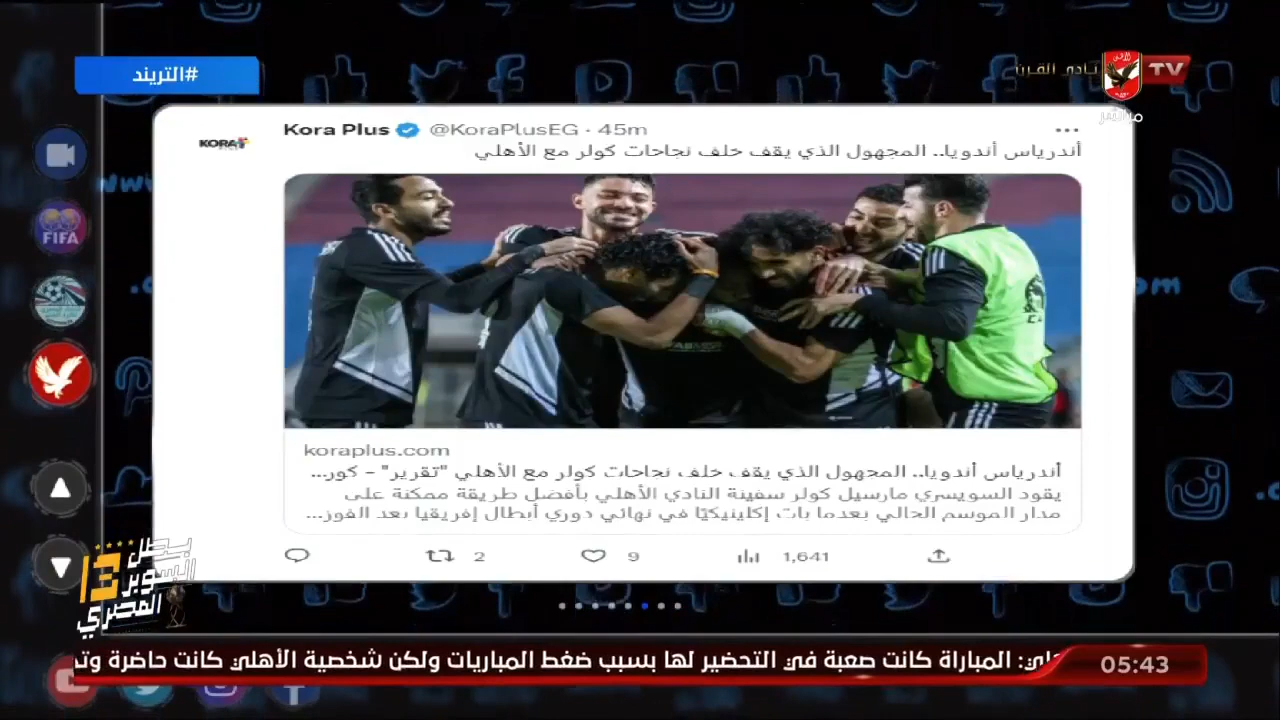 #التريند
نادي القرن
TV
مباشر
Kora Plus @KoraPlusEG · 45m
أندرياس أندويا.. المجهول الذي يقف خلف نجاحات كولر مع الأهلي
KORA
koraplus.com
أندرياس أندويا.. المجهول الذي يقف خلف نجاحات كولر مع الأهلي "تقرير" - كور...
يقود السويسري مارسيل كولر سفينة النادي الأهلي بأفضل طريقة ممكنة على
مدار الموسم الحالي بعدما بات إكلينيكيًا في نهائي دوري أبطال إفريقيا بعد الفوز...
2 9 1,641
FIFA
بطل
السوبر 13
المصري
المباراة كانت صعبة في التحضير لها بسبب ضغط المباريات ولكن شخصية الأهلي كانت حاضرة
05:43